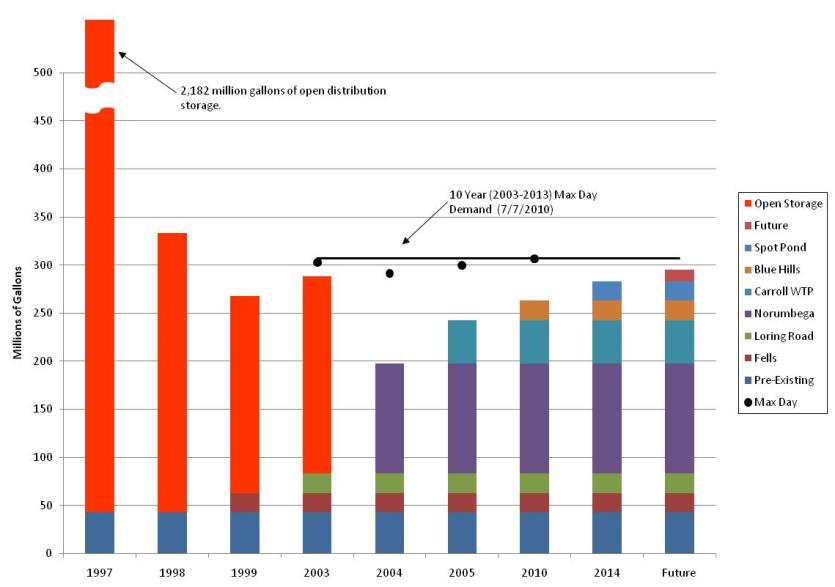 500
450
400
350
300
250
200
150
100
50
0
Millions of Gallons
2,182 million gallons of open distribution
storage.
10 Year (2003-2013) Max Day
Demand (7/7/2010)
1997
1998
1999
2003
2004
2005
2010
2014
Future
Open Storage
Future
Spot Pond
Blue Hills
Carroll WTP
Norumbega
Loring Road
Fells
Pre-Existing
Max Day